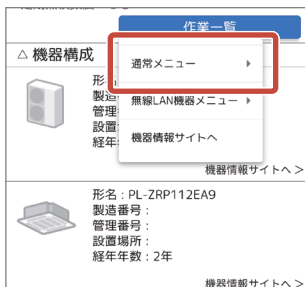 作業一覧
△ 機器構成
通常メニュー
無線LAN機器メニュー
機器情報サイトへ
形
製造
管理
設置
経年
機器情報サイトへ >
形名 : PL-ZRP112EA9
製造番号 :
管理番号 :
設置場所 :
経年年数 : 2年
機器情報サイトへ >